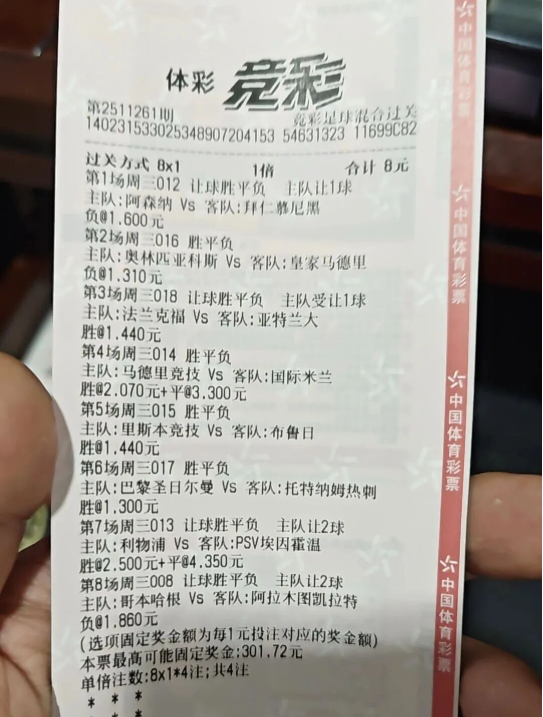 体彩 竞彩
第2511261期 竞彩足球混合过关
140231533025348907204153 54631323 11699C82
过关方式 8x1 1倍 合计 8元
第1场周三012 让球胜平负 主队让1球
主队:阿森纳 Vs 客队:拜仁慕尼黑
负@1.600元
第2场周三016 胜平负
主队:奥林匹亚科斯 Vs 客队:皇家马德里
负@1.310元
第3场周三018 让球胜平负 主队受让1球
主队:法兰克福 Vs 客队:亚特兰大
胜@1.440元
第4场周三014 胜平负
主队:马德里竞技 Vs 客队:国际米兰
胜@2.070元+平@3.300元
第5场周三015 胜平负
主队:里斯本竞技 Vs 客队:布鲁日
胜@1.440元
第6场周三017 胜平负
主队:巴黎圣日尔曼 Vs 客队:托特纳姆热刺
胜@1.300元
第7场周三013 让球胜平负 主队让2球
主队:利物浦 Vs 客队:PSV埃因霍温
胜@2.500元+平@4.350元
第8场周三008 让球胜平负 主队让2球
主队:哥本哈根 Vs 客队:阿拉木图凯拉特
负@1.860元
(选项固定奖金额为每1元投注对应的奖金额)
本票最高可能固定奖金:301.72元
单倍注数:8x1*4注;共4注
* * *
* * *
中国体育彩票
中国体育彩票
中国体育彩票
中国体育彩票